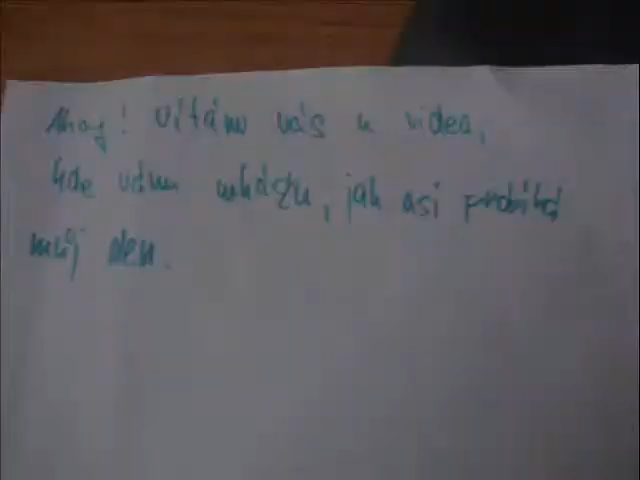 Ahoj! Vítám vás u videa,
kde vám ukážu, jak asi probíhá
můj den.